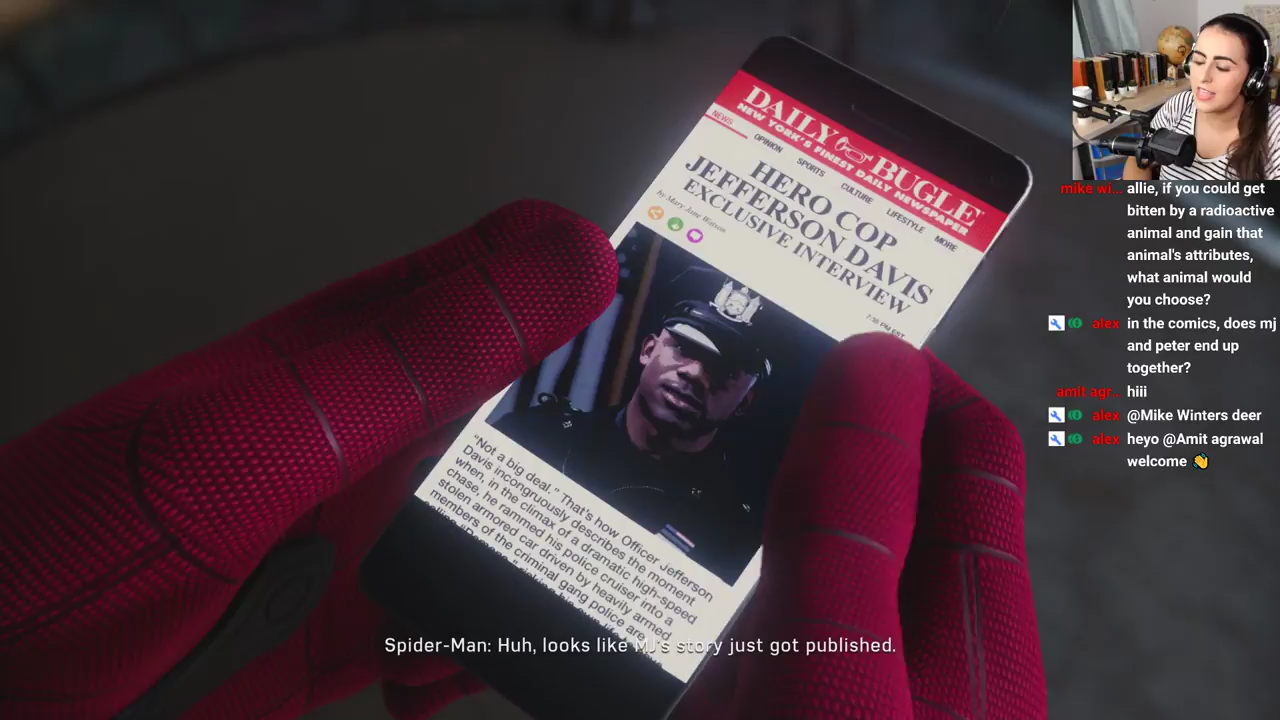 DAILY BUGLE
NEW YORK'S FINEST DAILY NEWSPAPER
NEWS
OPINION
SPORTS
CULTURE
LIFESTYLE
MORE
HERO COP
JEFFERSON DAVIS
EXCLUSIVE INTERVIEW
by Mary Jane Watson
"Not a big deal." That's how Officer Jefferson
Davis incongruously describes the moment
when, in the climax of a dramatic high-speed
chase, he rammed his police cruiser into a
stolen armored car driven by heavily armed
members of the criminal gang police are
Spider-Man: Huh, looks like MJ's story just got published.
mike wi... allie, if you could get
bitten by a radioactive
animal and gain that
animal's attributes,
what animal would
you choose?
alex in the comics, does mj
and peter end up
together?
amit agr... hiii
alex @Mike Winters deer
alex heyo @Amit agrawal
welcome 👋